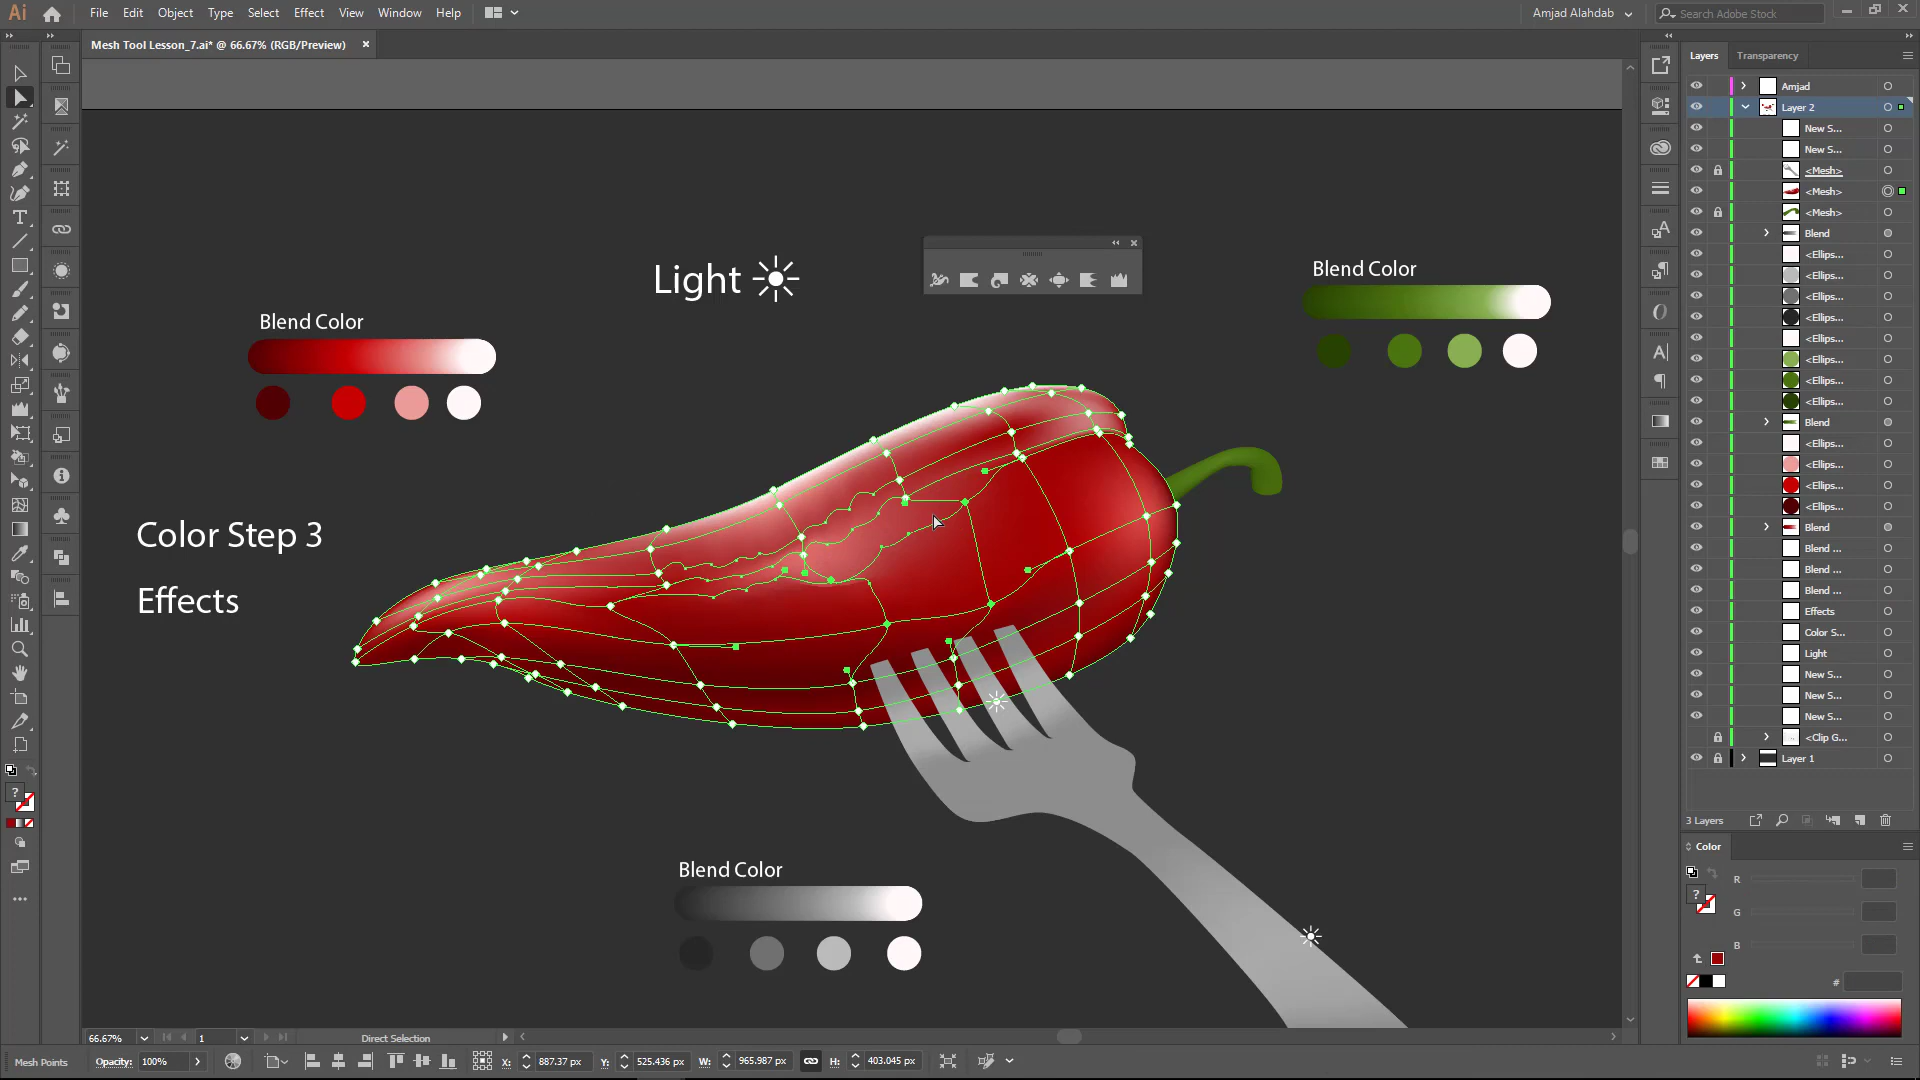 Ai File Edit Object Type Select Effect View Window Help Amjad Alahdab Search Adobe Stock
Mesh Tool Lesson_7.ai* @ 66.67% (RGB/Preview)
Light
Blend Color
Blend Color
Color Step 3
Effects
Blend Color
Layers Transparency
Amjad
Layer 2
New S...
New S...
<Mesh>
<Mesh>
<Mesh>
Blend
<Ellips...
<Ellips...
<Ellips...
<Ellips...
<Ellips...
<Ellips...
<Ellips...
<Ellips...
Blend
<Ellips...
<Ellips...
<Ellips...
<Ellips...
Blend
Blend ...
Blend ...
Blend ...
Effects
Color S...
Light
New S...
New S...
New S...
<Clip G...
Layer 1
3 Layers
Color
R
G
B
#
66.67% 1 Direct Selection
Mesh Points Opacity: 100% X: 887.37 px Y: 525.436 px W: 965.987 px H: 403.045 px